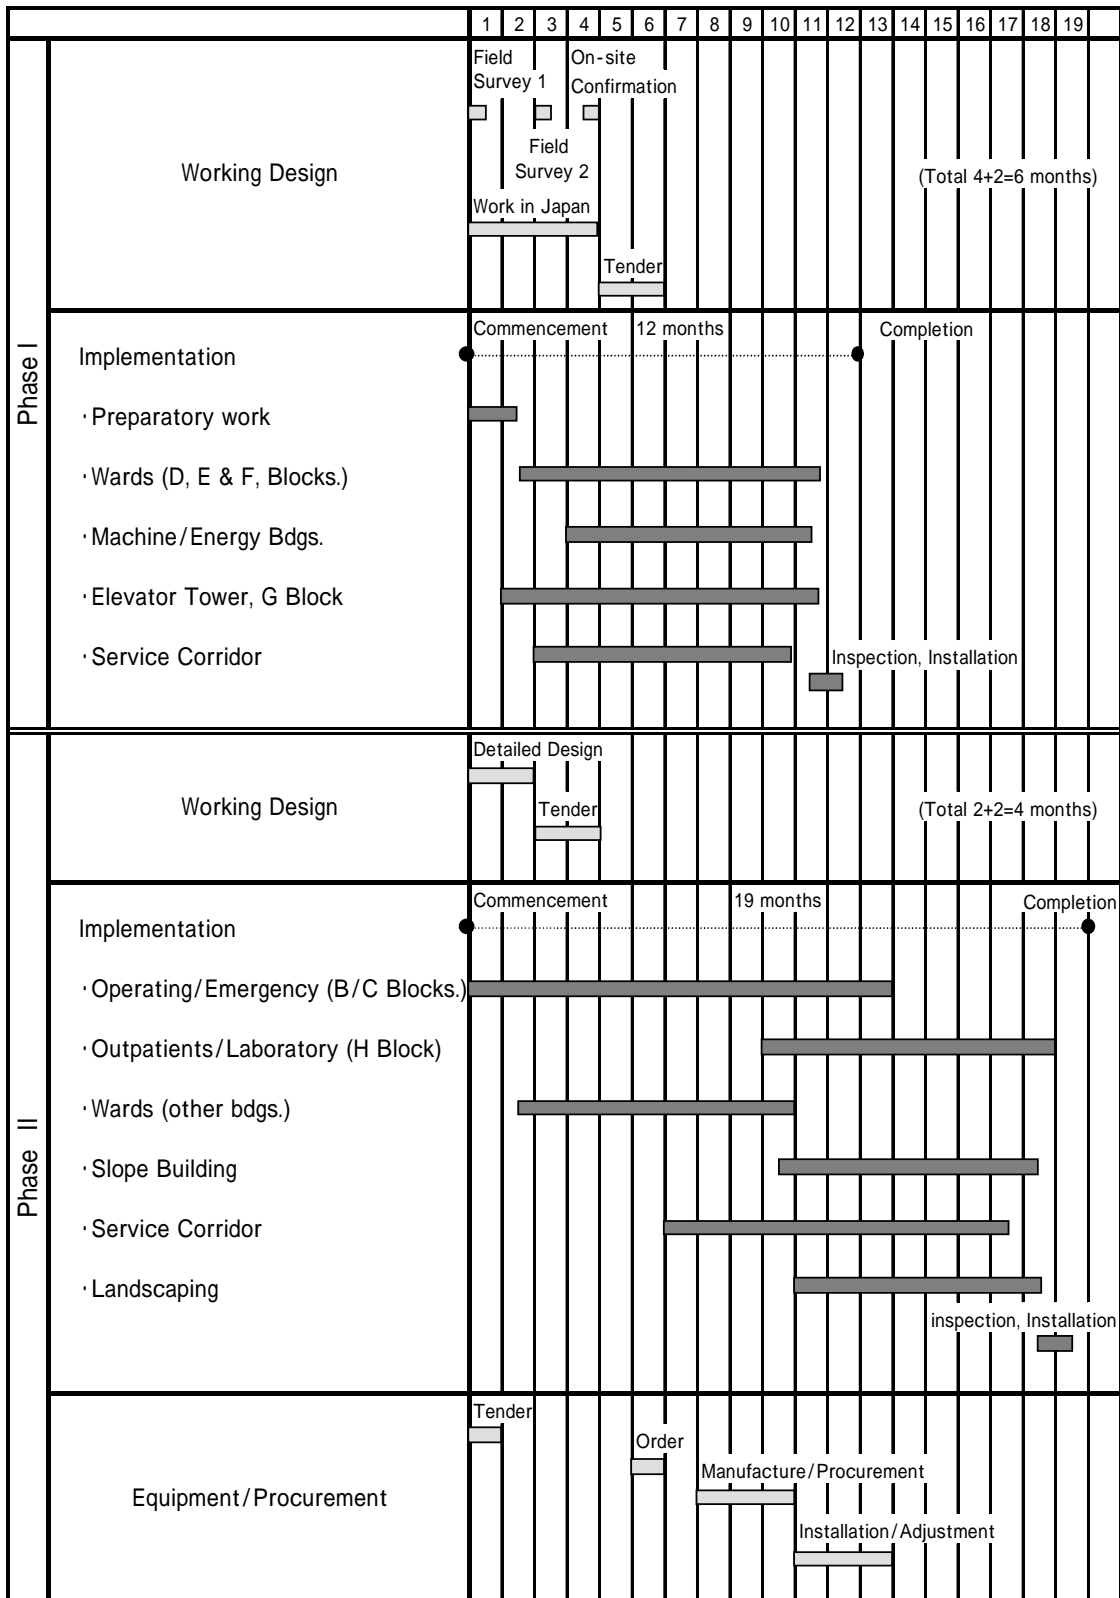 1 2 3 4 5 6 7 8 9 10 11 12 13 14 15 16 17 18 19
Phase I
Working Design
Field
Survey 1
On-site
Confirmation
Field
Survey 2
(Total 4+2=6 months)
Work in Japan
Tender
Implementation
Commencement 12 months Completion
·Preparatory work
·Wards (D, E & F, Blocks.)
·Machine/Energy Bdgs.
·Elevator Tower, G Block
·Service Corridor
Inspection, Installation
Phase II
Working Design
Detailed Design
Tender
(Total 2+2=4 months)
Implementation
Commencement 19 months Completion
·Operating/Emergency (B/C Blocks.)
·Outpatients/Laboratory (H Block)
·Wards (other bdgs.)
·Slope Building
·Service Corridor
·Landscaping
inspection, Installation
Equipment/Procurement
Tender
Order
Manufacture/Procurement
Installation/Adjustment